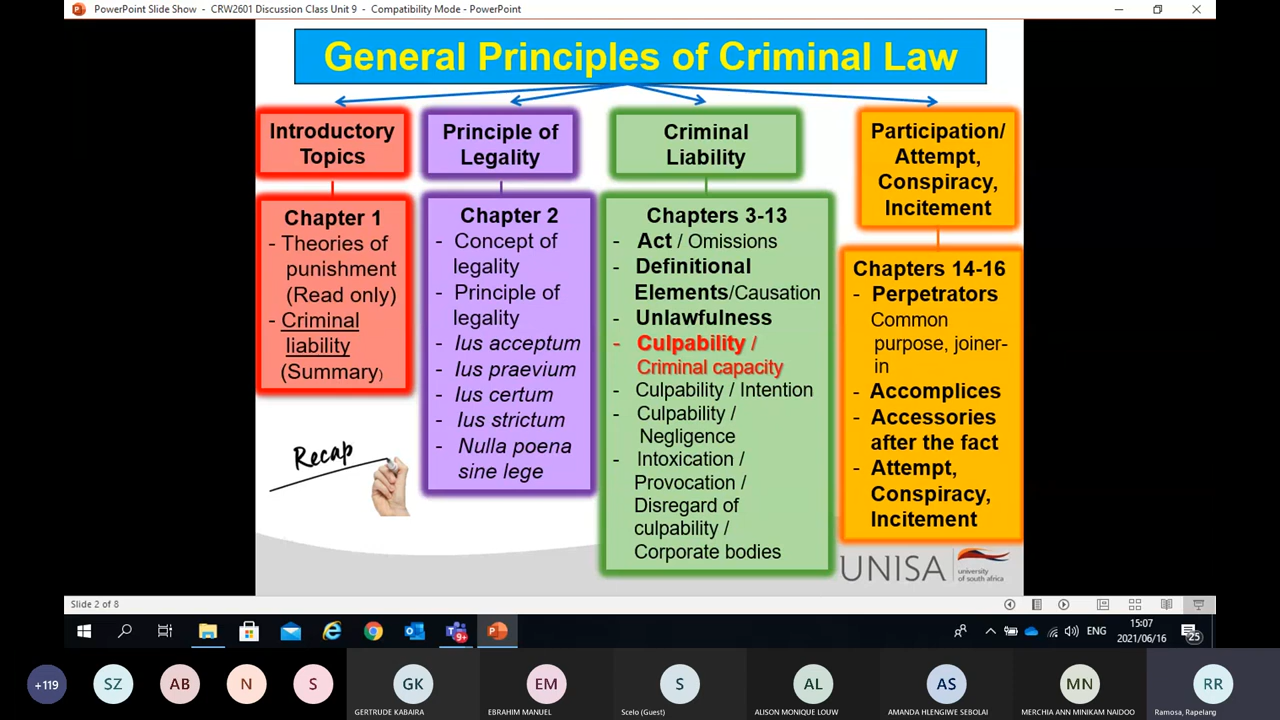 PowerPoint Slide Show - CRW2601 Discussion Class Unit 9 - Compatibility Mode - PowerPoint
General Principles of Criminal Law
Introductory
Topics
Chapter 1
- Theories of
punishment
(Read only)
- Criminal
liability
(Summary)
Recap
Principle of
Legality
Chapter 2
- Concept of
legality
- Principle of
legality
- Ius acceptum
- Ius praevium
- Ius certum
- Ius strictum
- Nulla poena
sine lege
Criminal
Liability
Chapters 3-13
- Act / Omissions
- Definitional
Elements/Causation
- Unlawfulness
- Culpability /
Criminal capacity
- Culpability / Intention
- Culpability /
Negligence
- Intoxication /
Provocation /
Disregard of
culpability /
Corporate bodies
Participation/
Attempt,
Conspiracy,
Incitement
Chapters 14-16
- Perpetrators
Common
purpose, joiner-
in
- Accomplices
- Accessories
after the fact
- Attempt,
Conspiracy,
Incitement
UNISA
university
of south africa
Slide 2 of 8
9+
ENG
15:07
2021/06/16
25
+119
SZ
AB
N
S
GK
EM
S
AL
AS
MN
RR
GERTRUDE KABAIRA
EBRAHIM MANUEL
Scelo (Guest)
ALISON MONIQUE LOUW
AMANDA HLENGIWE SEBOLAI
MERCHIA ANN MINIKAM NAIDOO
Ramosa, Rapelang